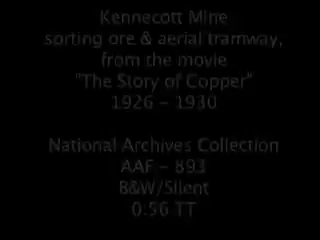 Kennecott Mine
sorting ore & aerial tramway,
from the movie
"The Story of Copper"
1926 - 1930
National Archives Collection
AAF - 893
B&W/Silent
0:56 TT